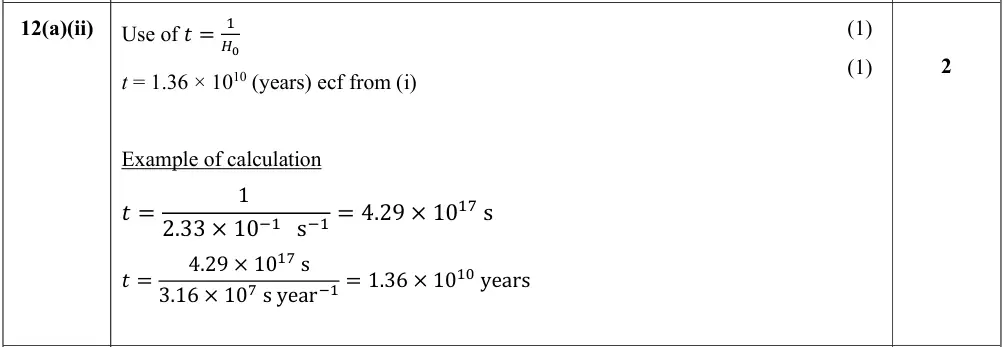 12(a)(ii) Use of t = 1/H₀ (1)
t = 1.36 × 10¹⁰ (years) ecf from (i) (1) 2
Example of calculation
t = 1/(2.33 × 10⁻¹ s⁻¹) = 4.29 × 10¹⁷ s
t = (4.29 × 10¹⁷ s)/(3.16 × 10⁷ s year⁻¹) = 1.36 × 10¹⁰ years